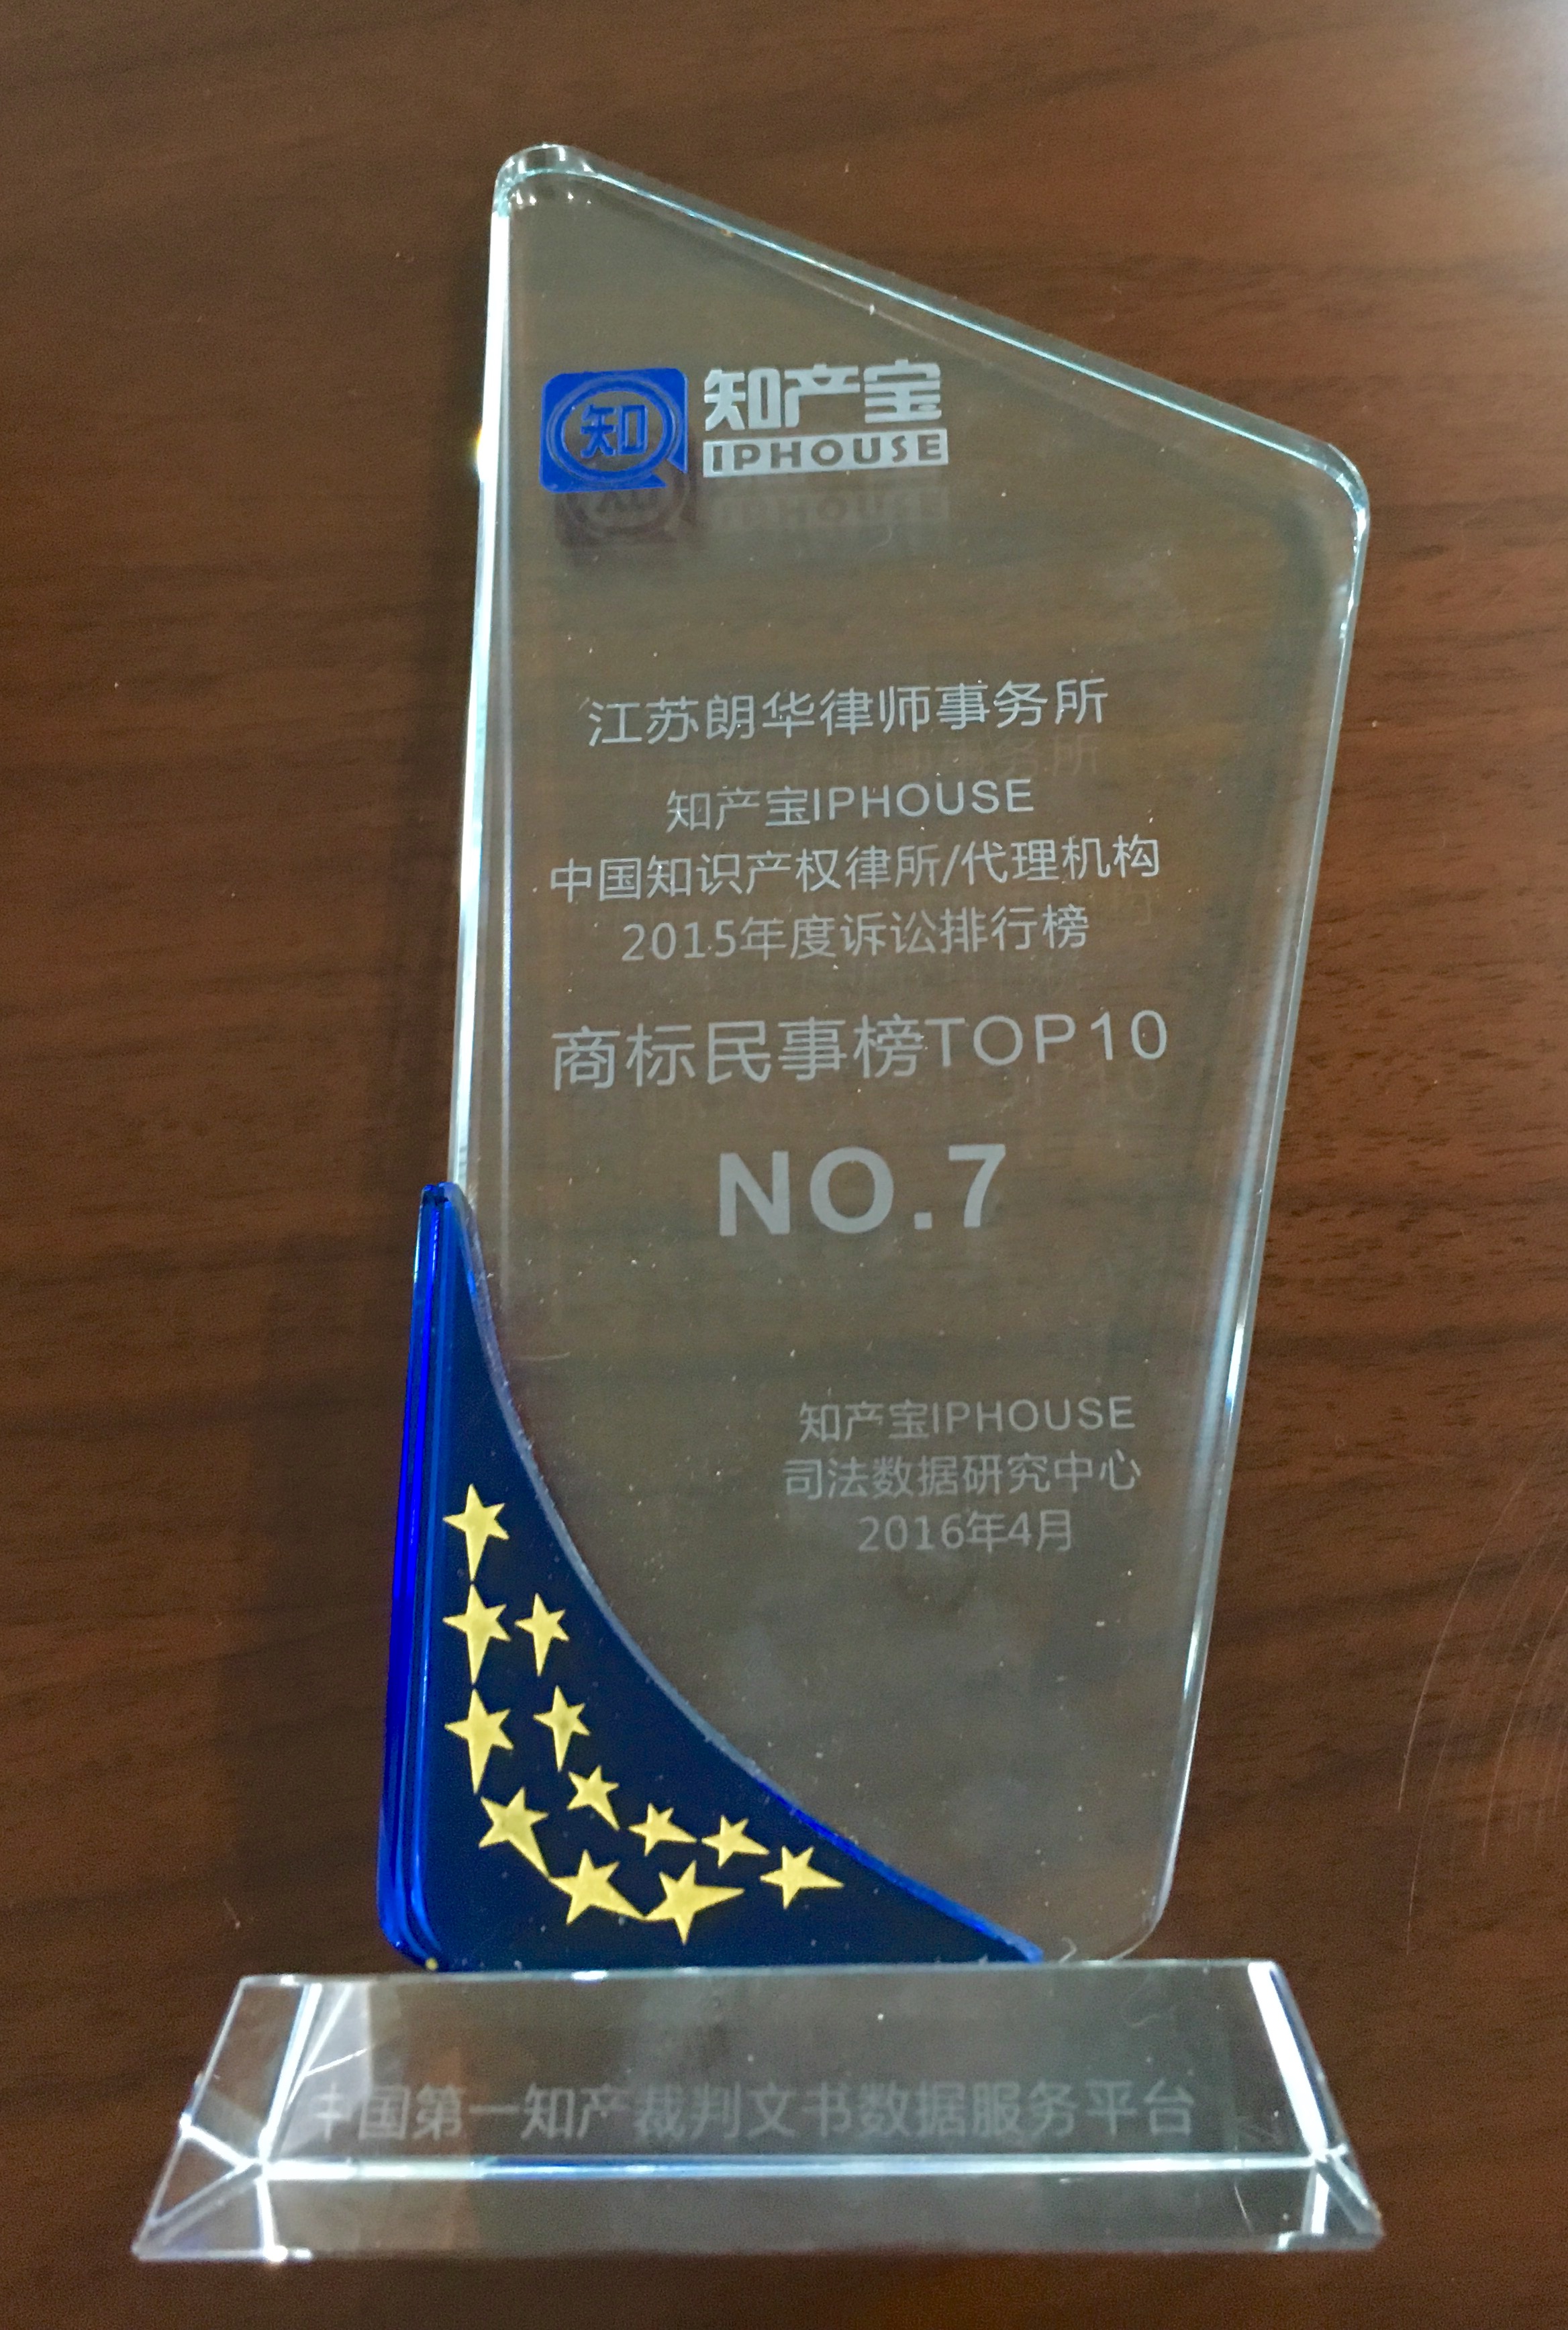 知 知产宝
IPHOUSE
江苏朗华律师事务所
知产宝IPHOUSE
中国知识产权律所/代理机构
2015年度诉讼排行榜
商标民事榜TOP10
NO.7
知产宝IPHOUSE
司法数据研究中心
2016年4月
中国第一知产裁判文书数据服务平台